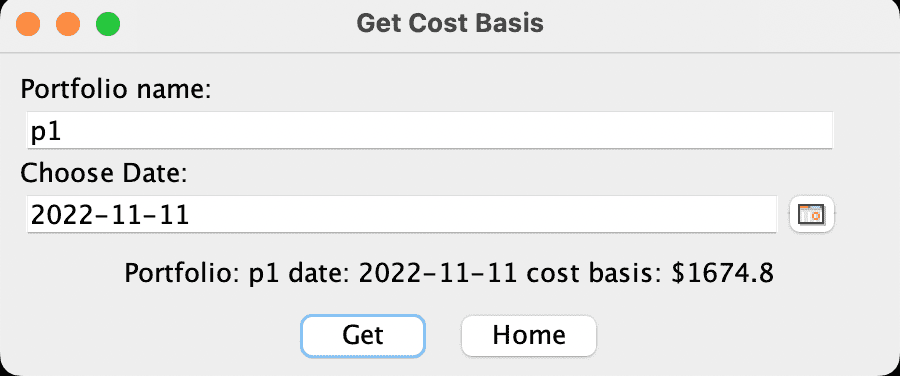 Get Cost Basis
Portfolio name:
p1
Choose Date:
2022-11-11
Portfolio: p1 date: 2022-11-11 cost basis: $1674.8
Get Home